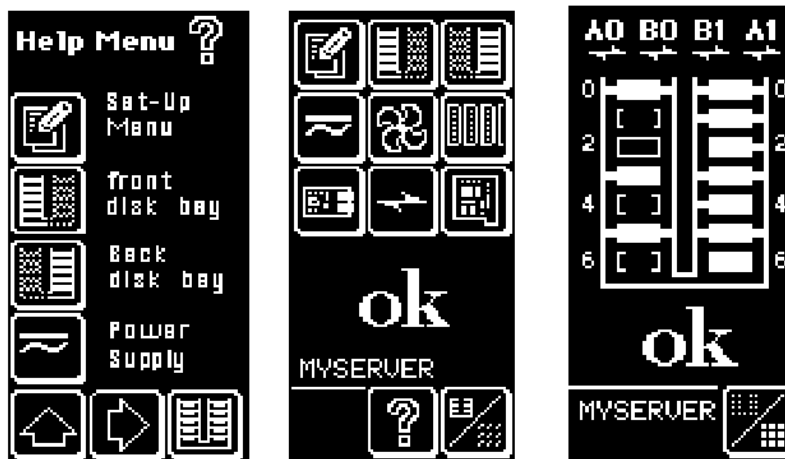 Help Menu ?
Set-Up
Menu
front
disk bay
Back
disk bay
Power
Supply
ok
MYSERVER
?
A0 B0 B1 A1
0 0
2 2
4 4
6 6
ok
MYSERVER